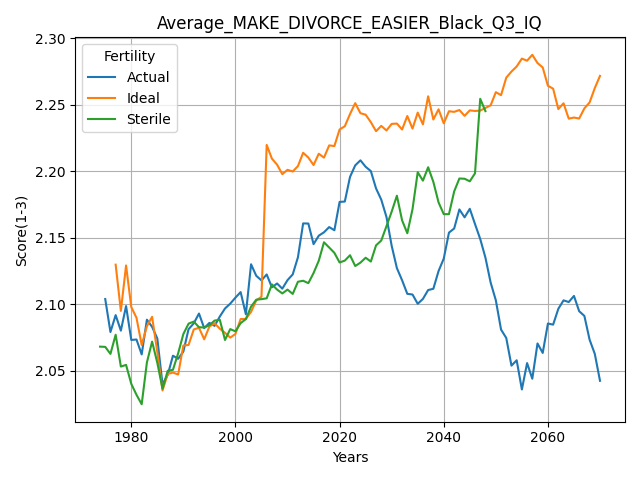 Average_MAKE_DIVORCE_EASIER_Black_Q3_IQ
2.30
2.25
2.20
2.15
2.10
2.05
Score(1-3)
Fertility
Actual
Ideal
Sterile
1980 2000 2020 2040 2060
Years